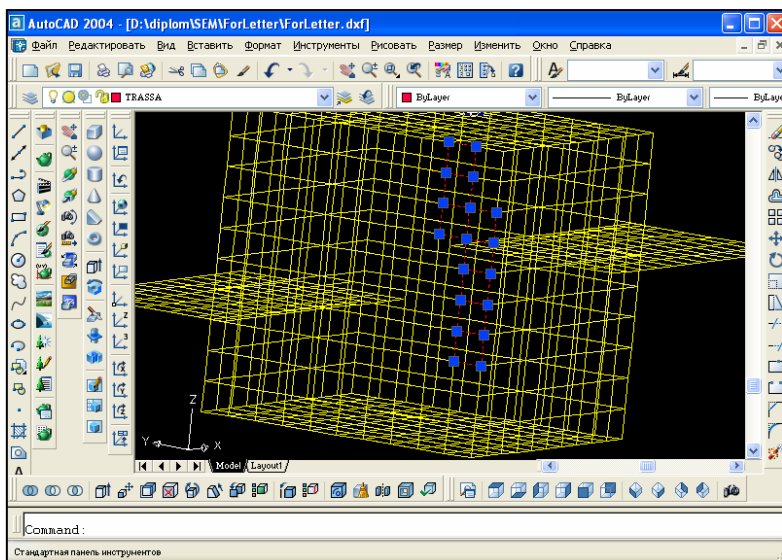 AutoCAD 2004 - [D:\diplom\SEM\ForLetter\ForLetter.dxf]
Файл Редактировать Вид Вставить Формат Инструменты Рисовать Размер Изменить Окно Справка
TRASSA ByLayer ByLayer ByLayer
Z
Y X
Model Layout1
Command:
Стандартная панель инструментов